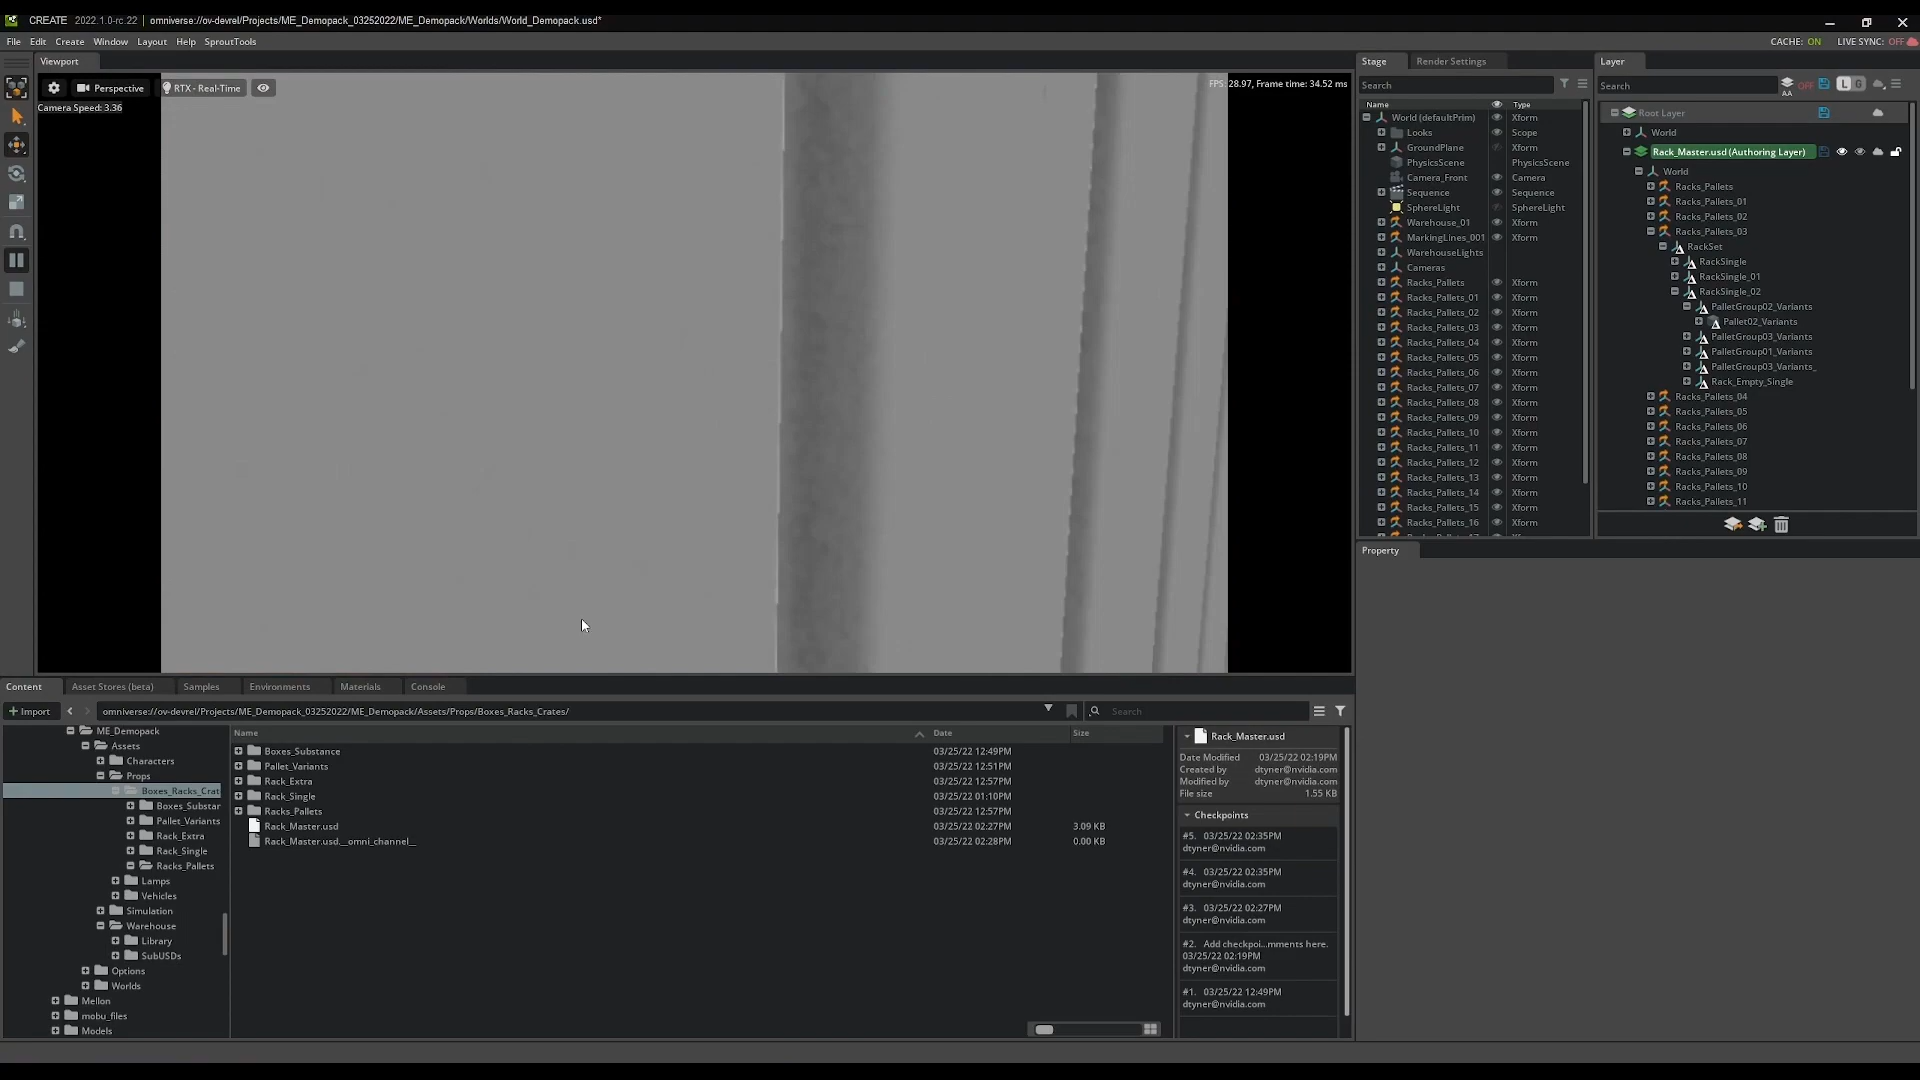 CREATE 2022.1.0-rc.22 | omniverse://ov-devrel/Projects/ME_Demopack_03252022/ME_Demopack/Worlds/World_Demopack.usd*
File Edit Create Window Layout Help SproutTools
CACHE: ON LIVE SYNC: OFF
Viewport
Perspective RTX - Real-Time
FPS: 28.97, Frame time: 34.52 ms
Camera Speed: 3.36
Stage Render Settings
Search
Name Type
World (defaultPrim) Xform
Looks Scope
GroundPlane Xform
PhysicsScene PhysicsScene
Camera_Front Camera
Sequence Sequence
SphereLight SphereLight
Warehouse_01 Xform
MarkingLines_001 Xform
WarehouseLights
Cameras
Racks_Pallets Xform
Racks_Pallets_01 Xform
Racks_Pallets_02 Xform
Racks_Pallets_03 Xform
Racks_Pallets_04 Xform
Racks_Pallets_05 Xform
Racks_Pallets_06 Xform
Racks_Pallets_07 Xform
Racks_Pallets_08 Xform
Racks_Pallets_09 Xform
Racks_Pallets_10 Xform
Racks_Pallets_11 Xform
Racks_Pallets_12 Xform
Racks_Pallets_13 Xform
Racks_Pallets_14 Xform
Racks_Pallets_15 Xform
Racks_Pallets_16 Xform
Layer
Search
AA OFF L G
Root Layer
World
Rack_Master.usd (Authoring Layer)
World
Racks_Pallets
Racks_Pallets_01
Racks_Pallets_02
Racks_Pallets_03
RackSet
RackSingle
RackSingle_01
RackSingle_02
PalletGroup02_Variants
Pallet02_Variants
PalletGroup03_Variants
PalletGroup01_Variants
PalletGroup03_Variants_
Rack_Empty_Single
Racks_Pallets_04
Racks_Pallets_05
Racks_Pallets_06
Racks_Pallets_07
Racks_Pallets_08
Racks_Pallets_09
Racks_Pallets_10
Racks_Pallets_11
Property
Content Asset Stores (beta) Samples Environments Materials Console
Import omniverse://ov-devrel/Projects/ME_Demopack_03252022/ME_Demopack/Assets/Props/Boxes_Racks_Crates/ Search
ME_Demopack
Assets
Characters
Props
Boxes_Racks_Crat
Boxes_Substar
Pallet_Variants
Rack_Extra
Rack_Single
Racks_Pallets
Lamps
Vehicles
Simulation
Warehouse
Library
SubUSDs
Options
Worlds
Mellon
mobu_files
Models
Name Date Size
Boxes_Substance 03/25/22 12:49PM
Pallet_Variants 03/25/22 12:51PM
Rack_Extra 03/25/22 12:57PM
Rack_Single 03/25/22 01:10PM
Racks_Pallets 03/25/22 12:57PM
Rack_Master.usd 03/25/22 02:27PM 3.09 KB
Rack_Master.usd.__omni_channel__ 03/25/22 02:28PM 0.00 KB
Rack_Master.usd
Date Modified 03/25/22 02:19PM
Created by dtyner@nvidia.com
Modified by dtyner@nvidia.com
File size 1.55 KB
Checkpoints
#5. 03/25/22 02:35PM
dtyner@nvidia.com
#4. 03/25/22 02:35PM
dtyner@nvidia.com
#3. 03/25/22 02:27PM
dtyner@nvidia.com
#2. Add checkpoi...mments here.
03/25/22 02:19PM
dtyner@nvidia.com
#1. 03/25/22 12:49PM
dtyner@nvidia.com